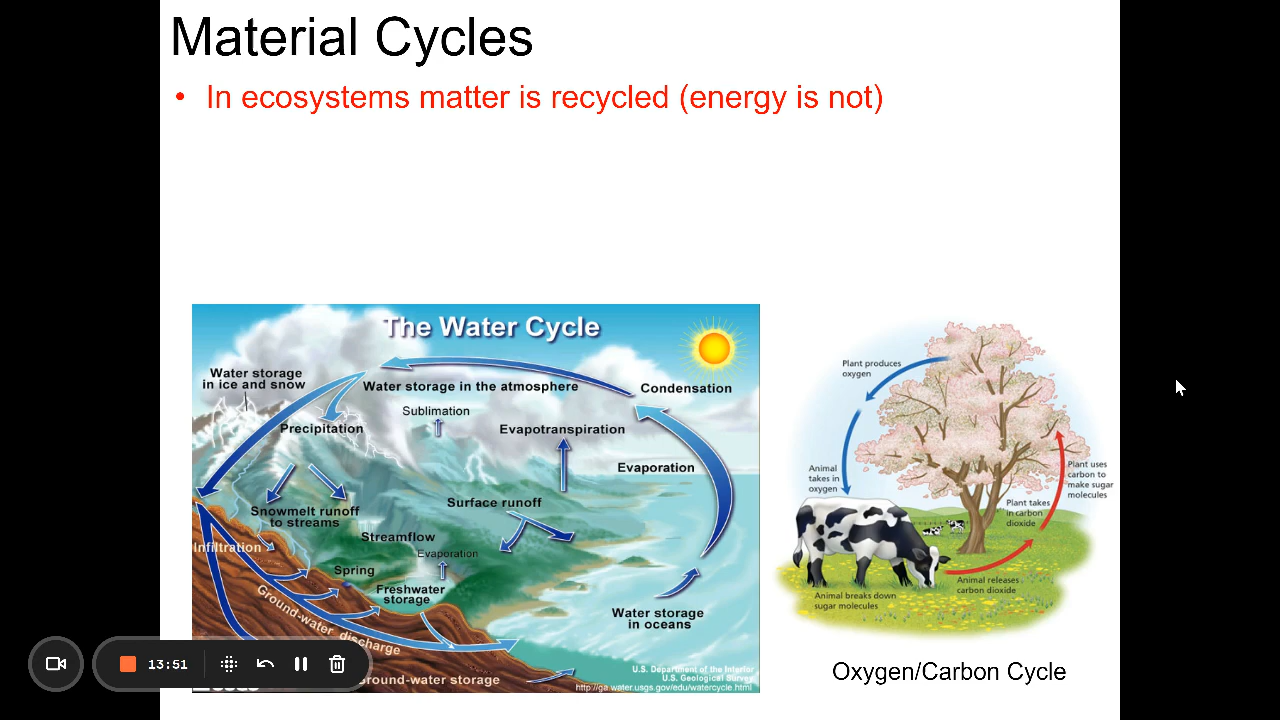 Material Cycles
• In ecosystems matter is recycled (energy is not)
The Water Cycle
Water storage
in ice and snow
Water storage in the atmosphere
Condensation
Sublimation
Precipitation
Evapotranspiration
Evaporation
Surface runoff
Snowmelt runoff
to streams
Streamflow
Evaporation
Infiltration
Spring
Freshwater
storage
Ground-water discharge
Water storage
in oceans
Ground-water storage
U.S. Department of the Interior
U.S. Geological Survey
http://ga.water.usgs.gov/edu/watercycle.html
Plant produces
oxygen
Animal
takes in
oxygen
Plant uses
carbon to
make sugar
molecules
Plant takes
in carbon
dioxide
Animal releases
carbon dioxide
Animal breaks down
sugar molecules
Oxygen/Carbon Cycle
13:51